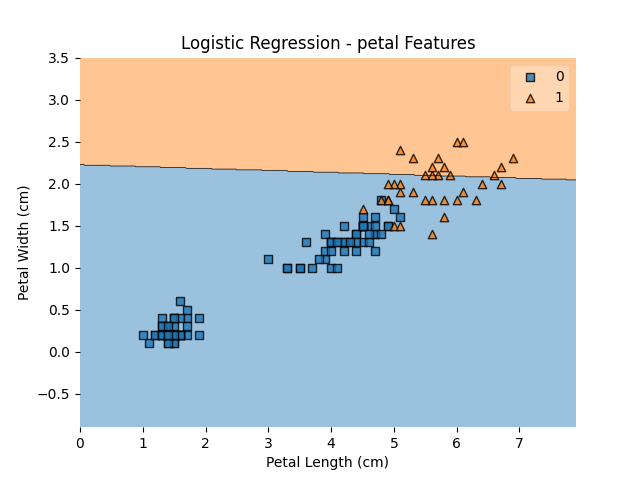 Logistic Regression - petal Features
3.5
3.0
2.5
2.0
1.5
1.0
0.5
0.0
−0.5
0
1
Petal Width (cm)
0 1 2 3 4 5 6 7
Petal Length (cm)